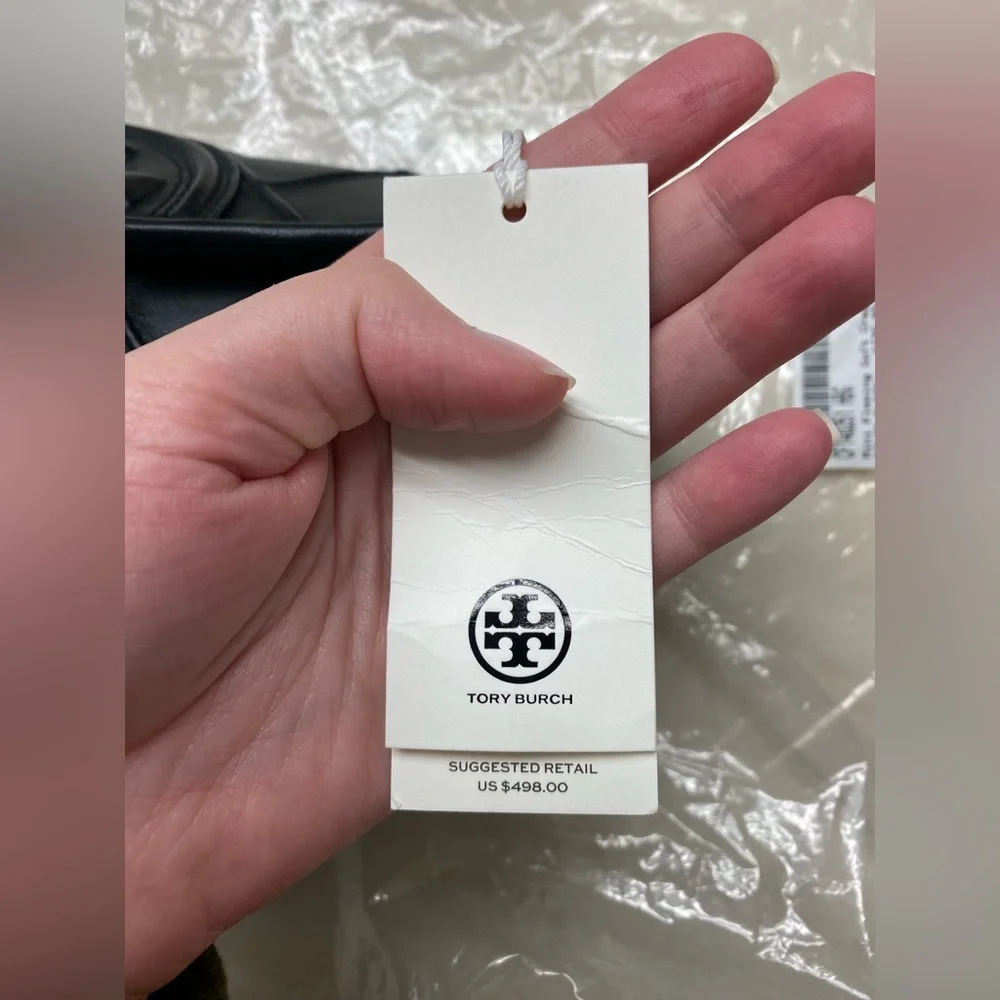 TORY BURCH
SUGGESTED RETAIL
US $498.00